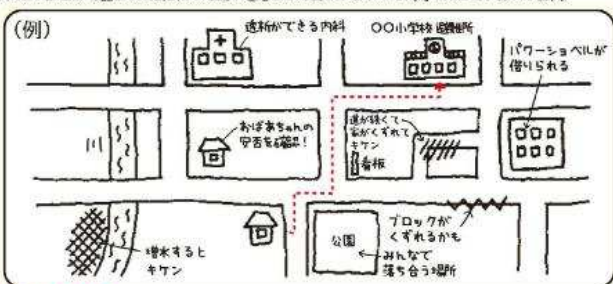 (例)
透析ができる内科
〇〇小学校 避難所
パワーショベルが
借りられる
川
おばあちゃんの
安否を確認!
道が狭くて
家がくずれて
キケン
看板
増水すると
キケン
公園
ブロックが
くずれるかも
みんなで
落ち合う場所